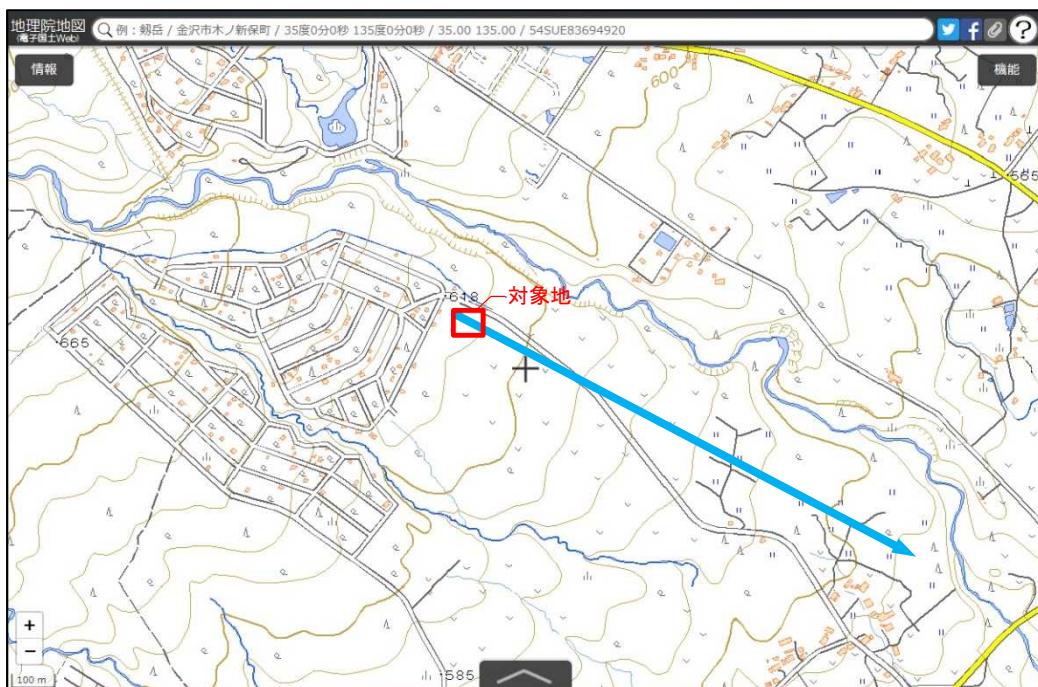 地理院地図
(電子国土Web)
例：剱岳 / 金沢市木ノ新保町 / 35度0分0秒 135度0分0秒 / 35.00 135.00 / 54SUE83694920
?
情報
機能
600
565
618
対象地
665
585
+
−
100 m